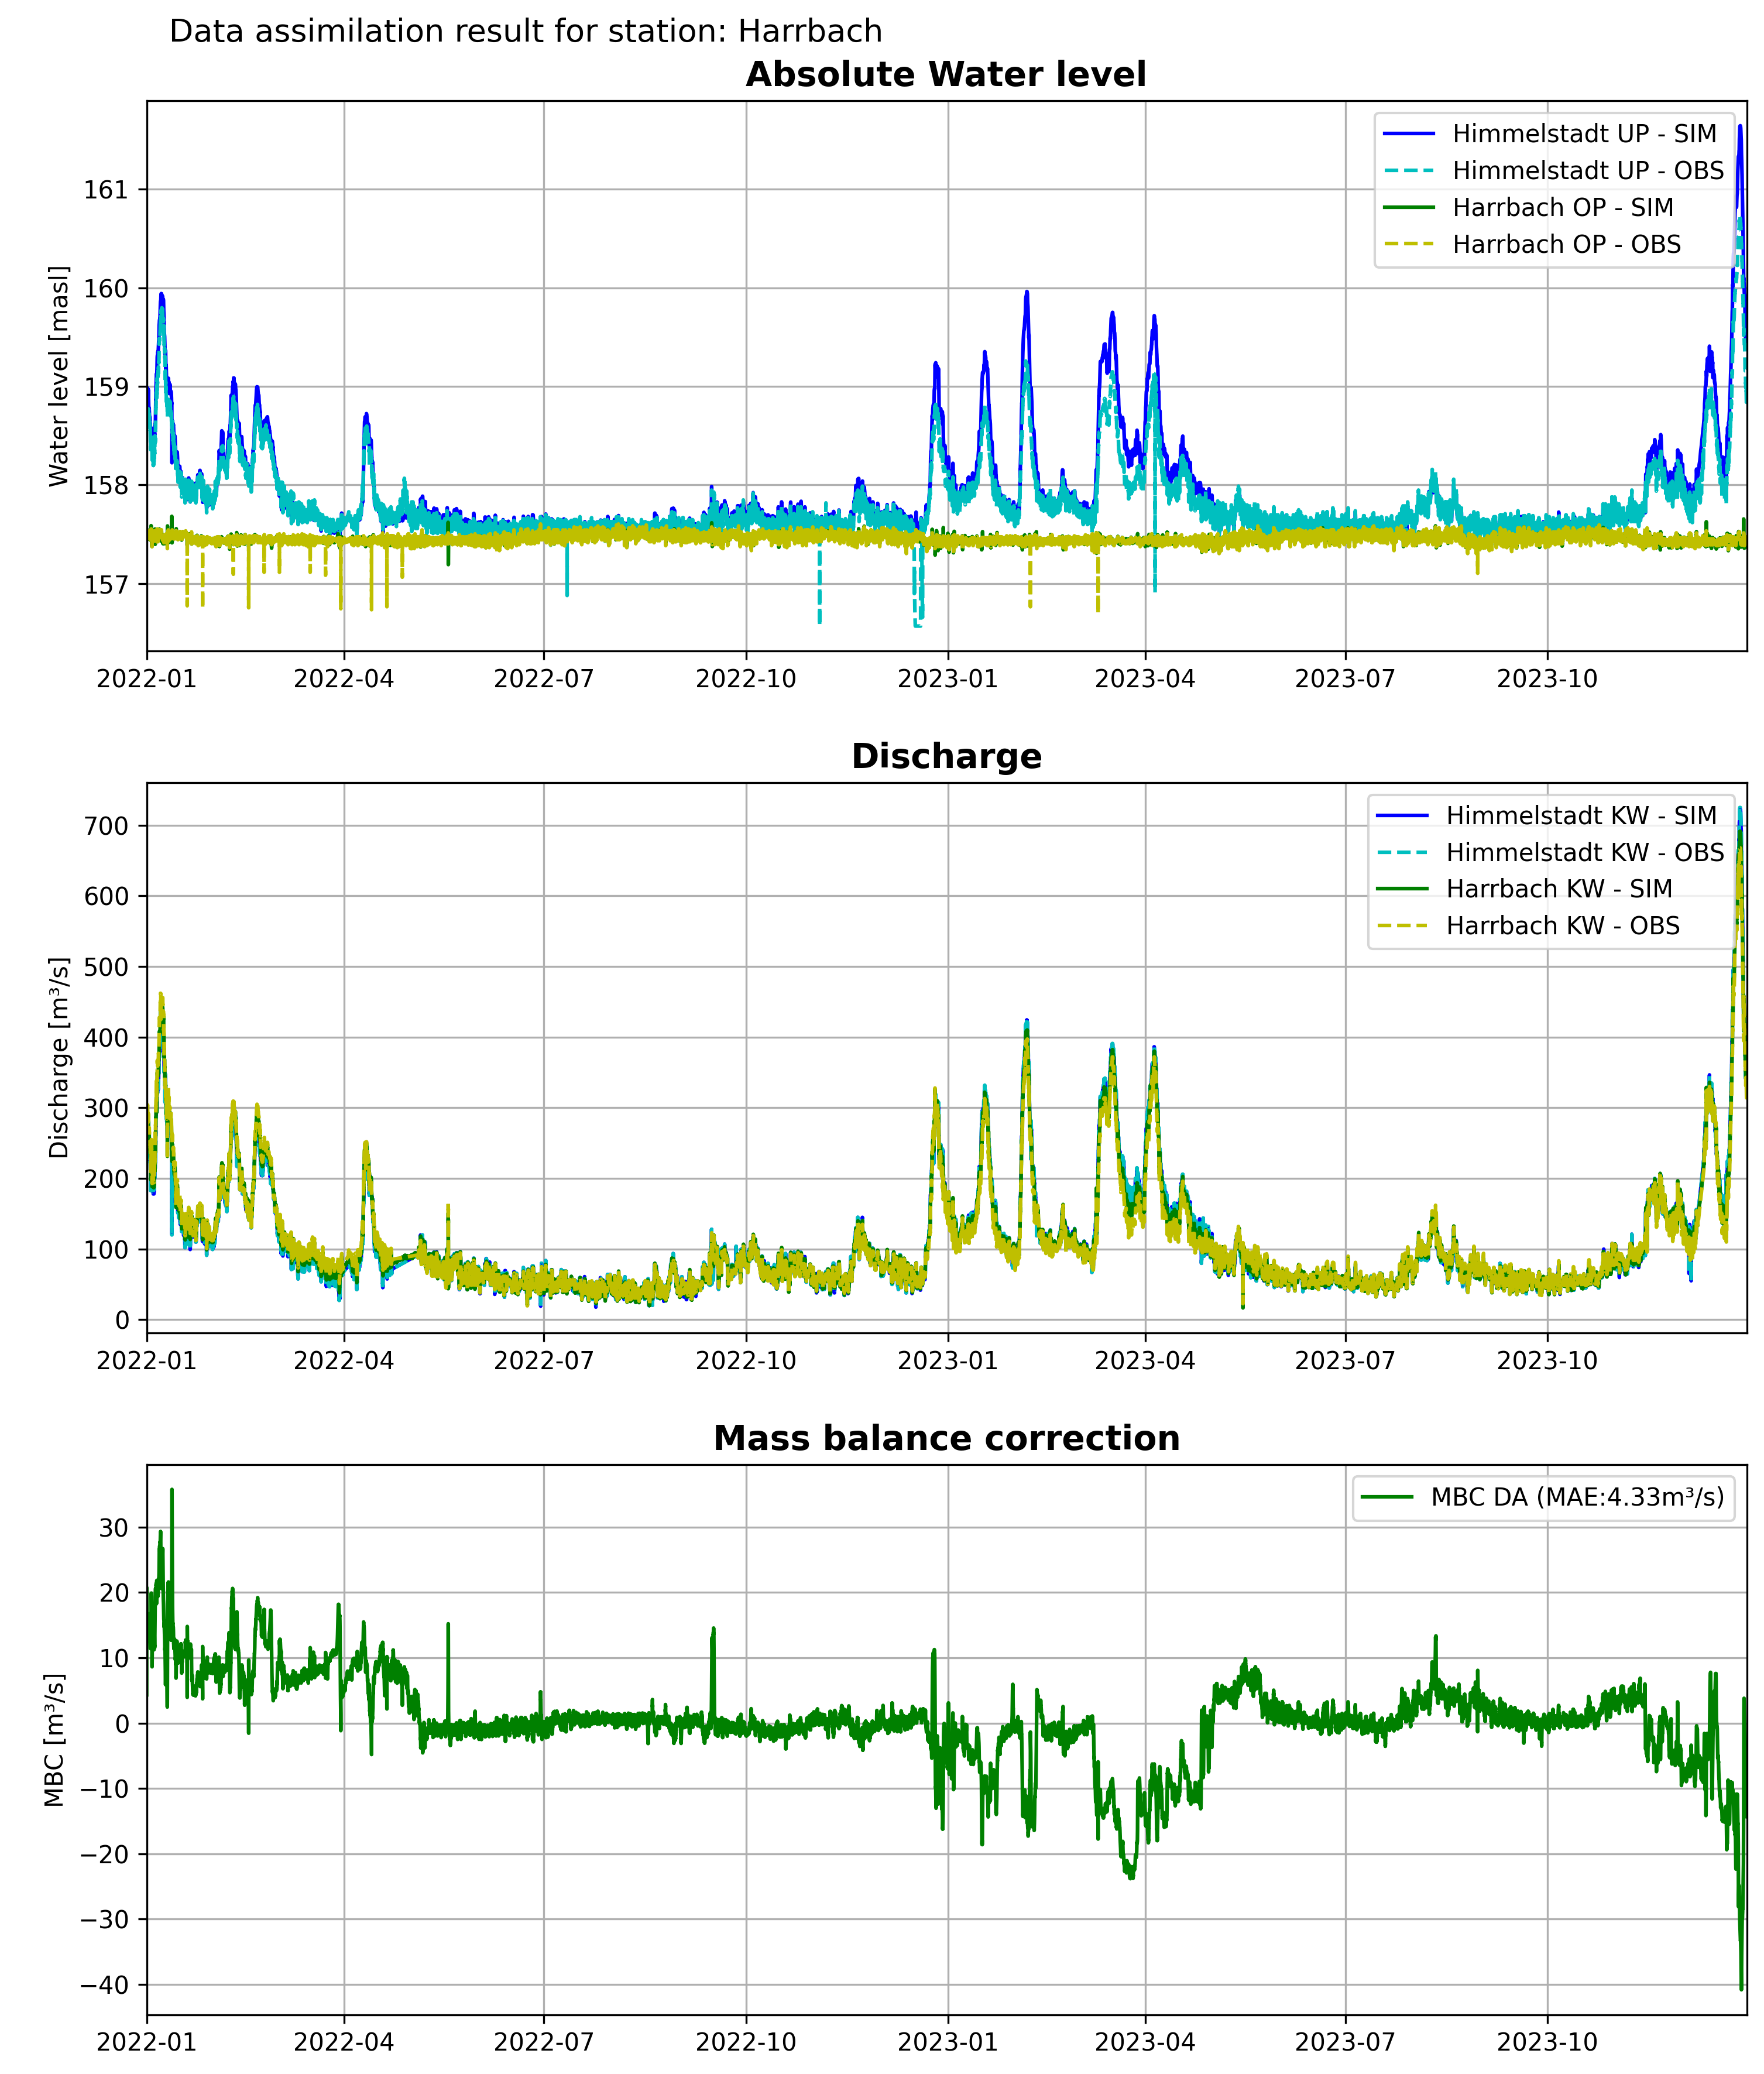 Data assimilation result for station: Harrbach
Absolute Water level
Himmelstadt UP - SIM
Himmelstadt UP - OBS
Harrbach OP - SIM
Harrbach OP - OBS
Water level [masl]
161
160
159
158
157
2022-01 2022-04 2022-07 2022-10 2023-01 2023-04 2023-07 2023-10
Discharge
Himmelstadt KW - SIM
Himmelstadt KW - OBS
Harrbach KW - SIM
Harrbach KW - OBS
Discharge [m³/s]
700
600
500
400
300
200
100
0
2022-01 2022-04 2022-07 2022-10 2023-01 2023-04 2023-07 2023-10
Mass balance correction
MBC DA (MAE:4.33m³/s)
MBC [m³/s]
30
20
10
0
−10
−20
−30
−40
2022-01 2022-04 2022-07 2022-10 2023-01 2023-04 2023-07 2023-10